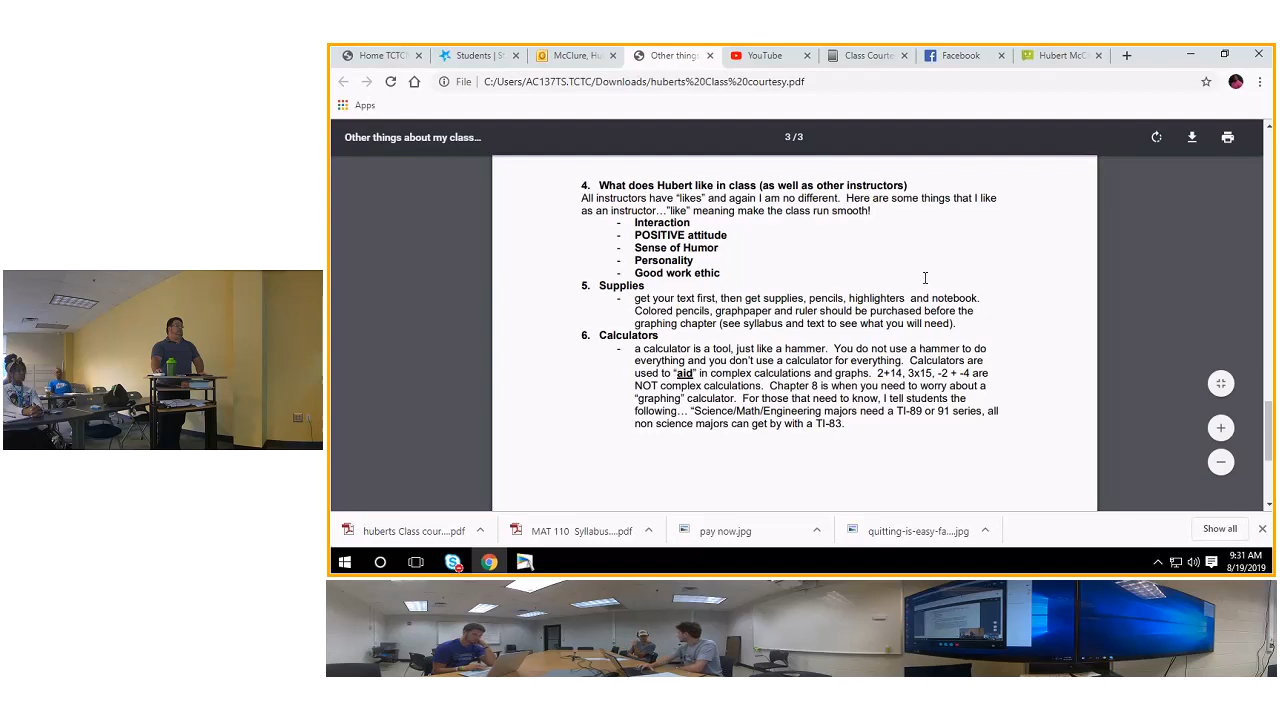 Home TCTC/
Students | St
McClure, Hu
Other things
YouTube
Class Courte
Facebook
Hubert McCl
File C:/Users/AC137TS.TCTC/Downloads/huberts%20Class%20courtesy.pdf
Apps
Other things about my class...
3 / 3
4. What does Hubert like in class (as well as other instructors)
All instructors have “likes” and again I am no different. Here are some things that I like
as an instructor…”like” meaning make the class run smooth!
- Interaction
- POSITIVE attitude
- Sense of Humor
- Personality
- Good work ethic
5. Supplies
- get your text first, then get supplies, pencils, highlighters and notebook.
Colored pencils, graphpaper and ruler should be purchased before the
graphing chapter (see syllabus and text to see what you will need).
6. Calculators
- a calculator is a tool, just like a hammer. You do not use a hammer to do
everything and you don’t use a calculator for everything. Calculators are
used to “aid” in complex calculations and graphs. 2+14, 3x15, -2 + -4 are
NOT complex calculations. Chapter 8 is when you need to worry about a
“graphing” calculator. For those that need to know, I tell students the
following… “Science/Math/Engineering majors need a TI-89 or 91 series, all
non science majors can get by with a TI-83.
huberts Class cour....pdf
MAT 110 Syllabus...pdf
pay now.jpg
quitting-is-easy-fa....jpg
Show all
9:31 AM
8/19/2019